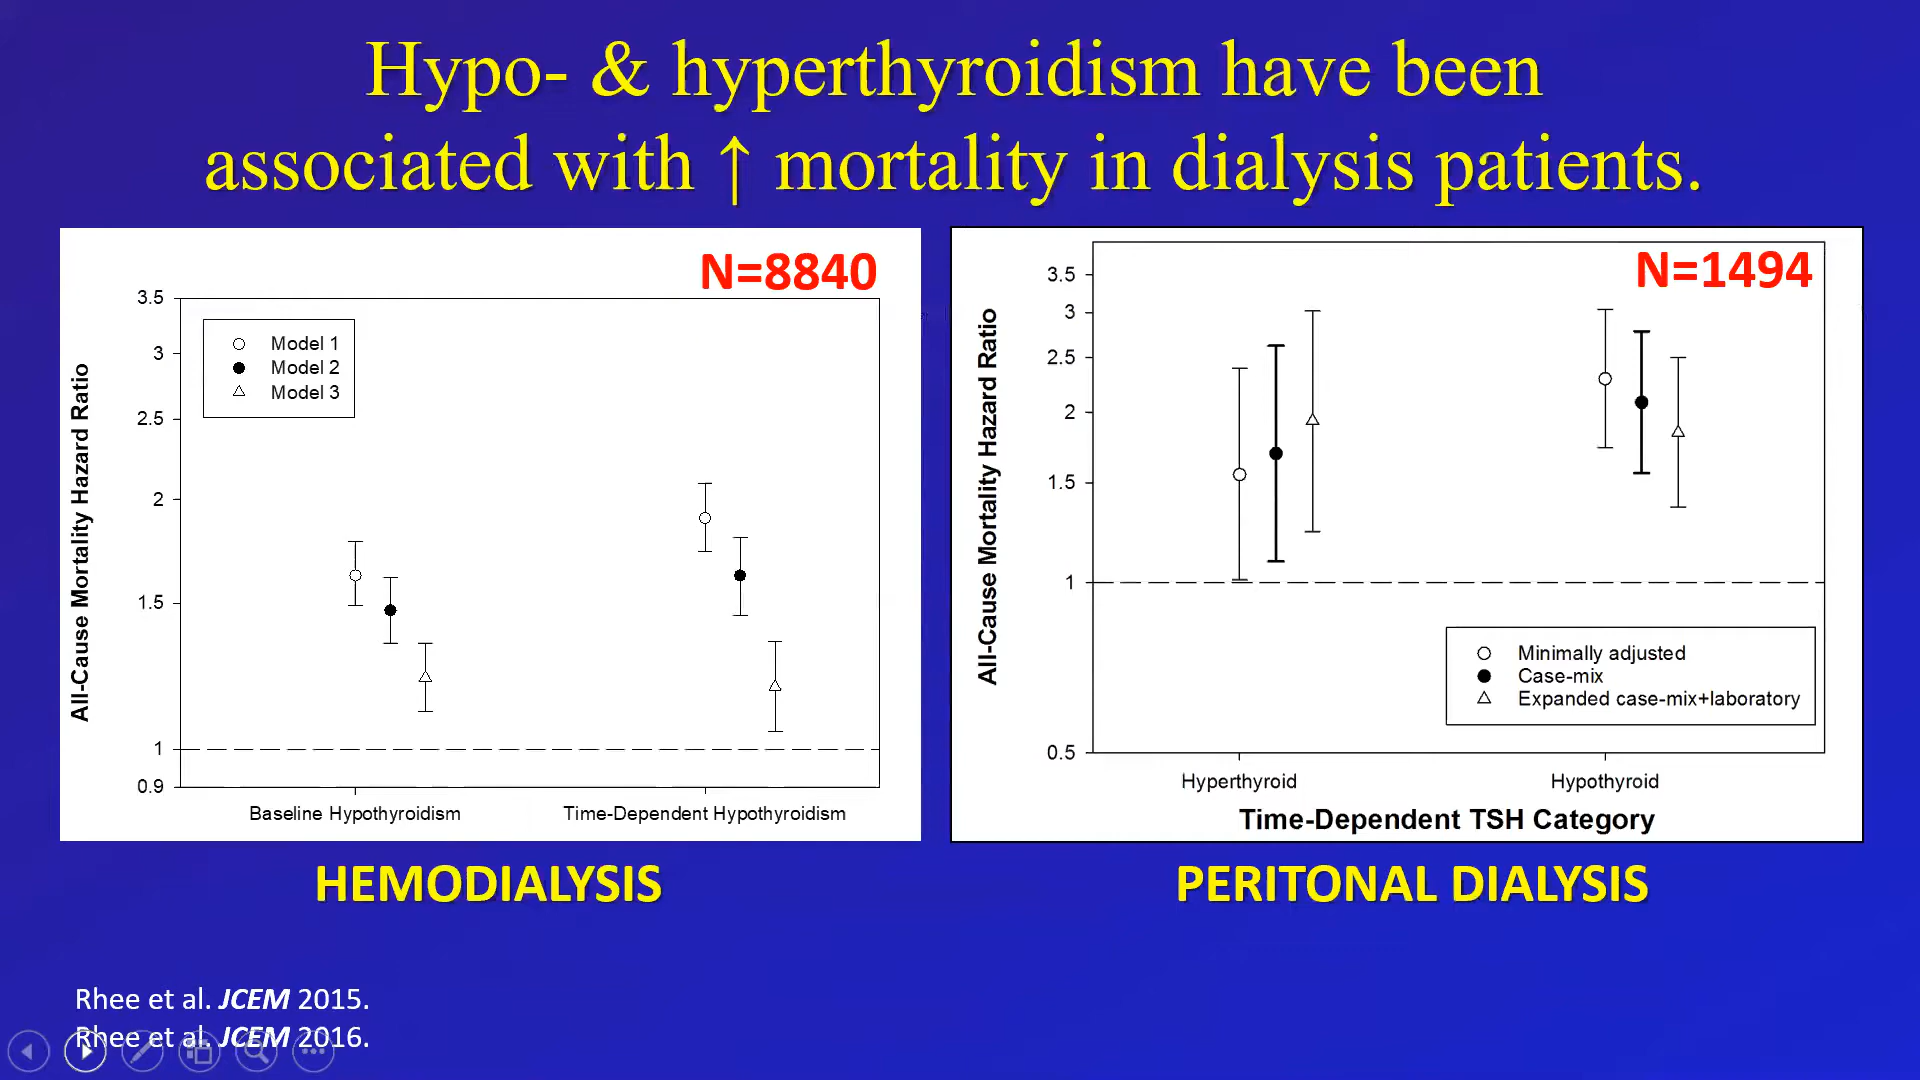 Hypo- & hyperthyroidism have been
associated with ↑ mortality in dialysis patients.
N=8840
All-Cause Mortality Hazard Ratio
3.5
3
2.5
2
1.5
1
0.9
Model 1
Model 2
Model 3
Baseline Hypothyroidism
Time-Dependent Hypothyroidism
HEMODIALYSIS
N=1494
All-Cause Mortality Hazard Ratio
3.5
3
2.5
2
1.5
1
0.5
Minimally adjusted
Case-mix
Expanded case-mix+laboratory
Hyperthyroid
Hypothyroid
Time-Dependent TSH Category
PERITONAL DIALYSIS
Rhee et al. JCEM 2015.
Rhee et al. JCEM 2016.